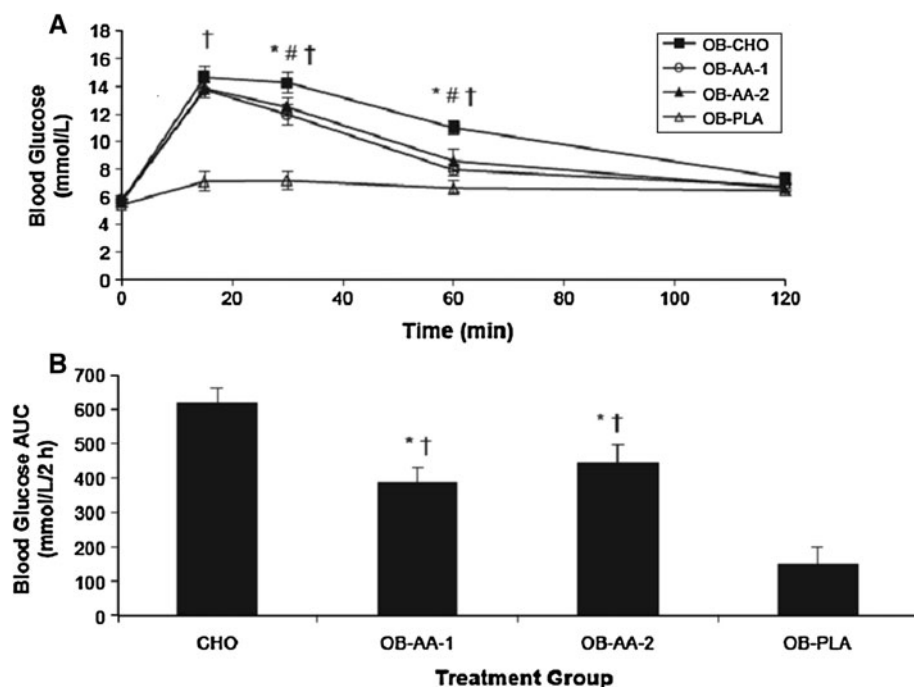 A
Blood Glucose
(mmol/L)
18
16
14
12
10
8
6
4
2
0
†
* # †
* # †
OB-CHO
OB-AA-1
OB-AA-2
OB-PLA
0 20 40 60 80 100 120
Time (min)
B
Blood Glucose AUC
(mmol/L/2 h)
700
600
500
400
300
200
100
0
* †
* †
CHO OB-AA-1 OB-AA-2 OB-PLA
Treatment Group